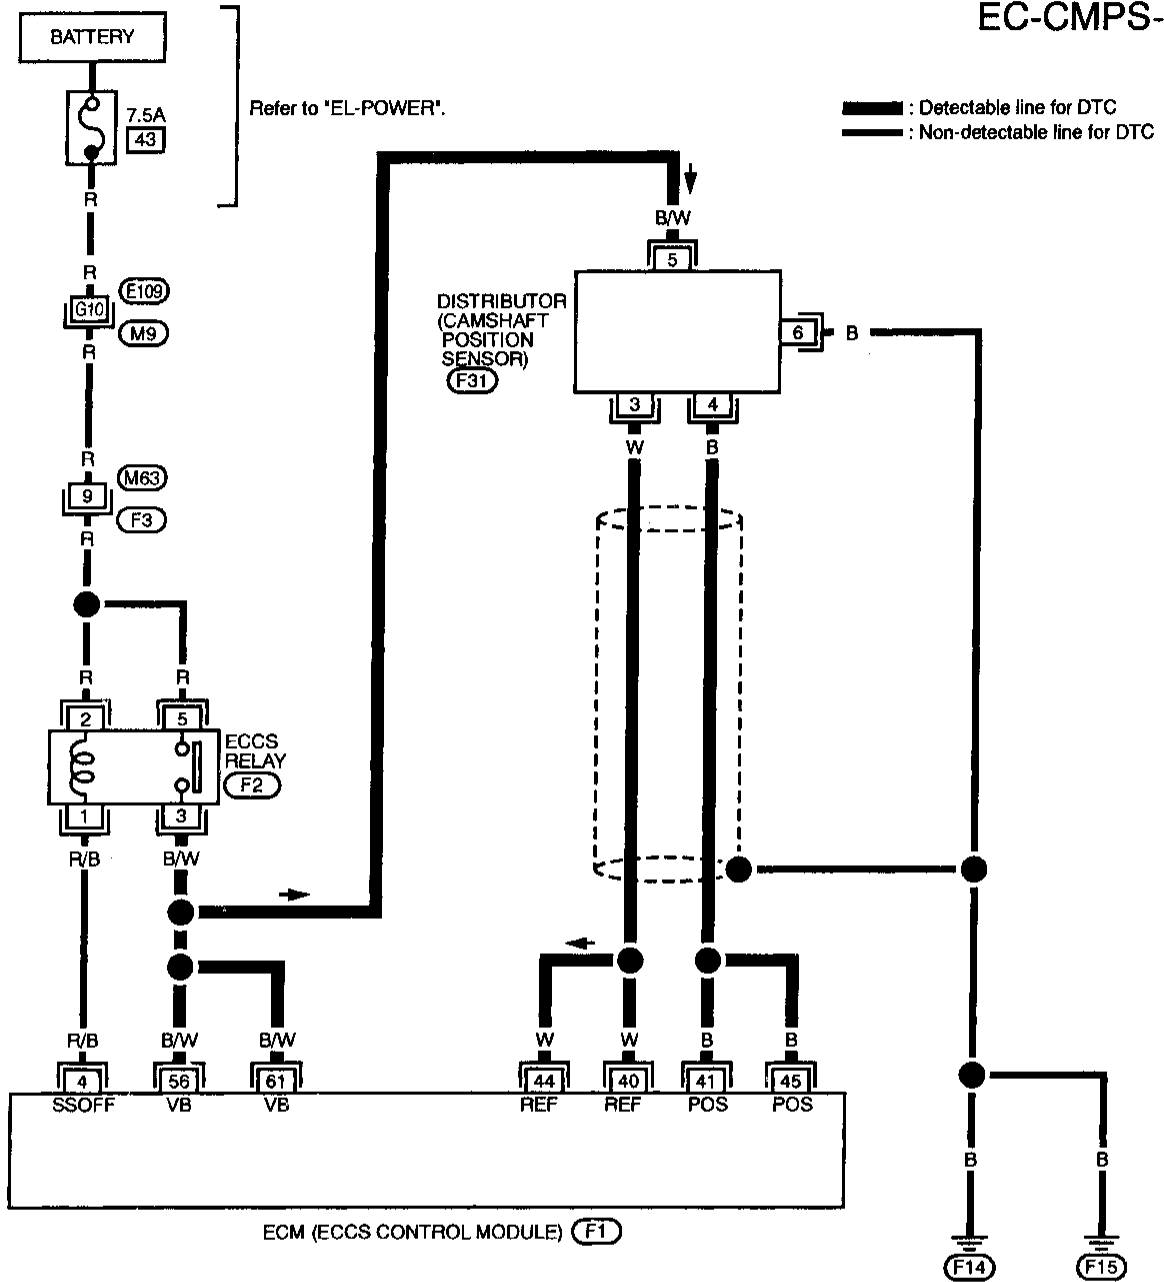 EC-CMPS-
BATTERY
7.5A
43
Refer to "EL-POWER".
: Detectable line for DTC
: Non-detectable line for DTC
R
R
G10
E109
M9
R
R
9
M63
F3
R
R
R
2
5
ECCS
RELAY
F2
1
3
R/B
B/W
B/W
5
DISTRIBUTOR
(CAMSHAFT
POSITION
SENSOR)
F31
6
B
3
4
W
B
R/B
B/W
B/W
W
W
B
B
4
56
61
44
40
41
45
SSOFF
VB
VB
REF
REF
POS
POS
ECM (ECCS CONTROL MODULE)
F1
B
B
F14
F15